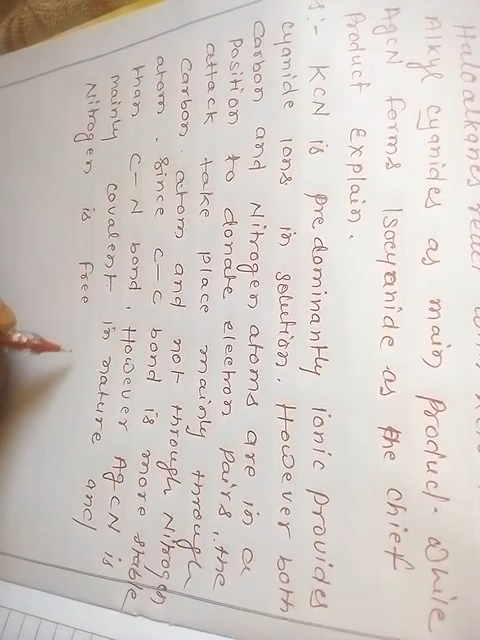 Haloalkanes react with KCN
Alkyl cyanides as main product. While
AgCN forms Isocyanide as the chief
Product Explain.
:- KCN is predominantly ionic provides
cyanide ions in solution. However both
Carbon and Nitrogen atoms are in a
Position to donate electron pairs, the
attack take place mainly through
Carbon atom and not through Nitrogen
atom. Since C-C bond is more stable
than C-N bond. However AgCN is
mainly covalent in nature and
Nitrogen is free